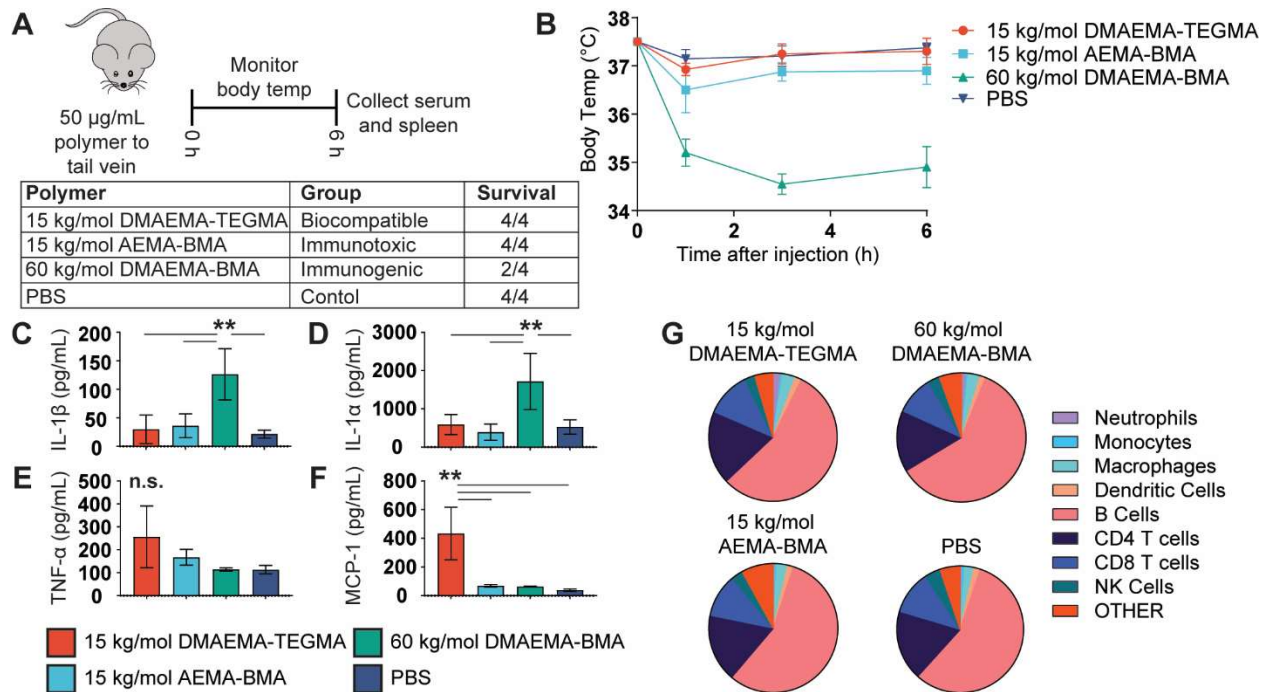 A
50 µg/mL
polymer to
tail vein
Monitor
body temp
0 h
6 h
Collect serum
and spleen
Polymer Group Survival
15 kg/mol DMAEMA-TEGMA Biocompatible 4/4
15 kg/mol AEMA-BMA Immunotoxic 4/4
60 kg/mol DMAEMA-BMA Immunogenic 2/4
PBS Contol 4/4
B
Body Temp (°C)
38
37
36
35
34
0 2 4 6
Time after injection (h)
15 kg/mol DMAEMA-TEGMA
15 kg/mol AEMA-BMA
60 kg/mol DMAEMA-BMA
PBS
C
IL-1β (pg/mL)
200
150
100
50
0
**
D
IL-1α (pg/mL)
3000
2000
1000
0
**
E
TNF-α (pg/mL)
500
400
300
200
100
0
n.s.
F
MCP-1 (pg/mL)
800
600
400
200
0
**
15 kg/mol DMAEMA-TEGMA
60 kg/mol DMAEMA-BMA
15 kg/mol AEMA-BMA
PBS
G
15 kg/mol
DMAEMA-TEGMA
60 kg/mol
DMAEMA-BMA
15 kg/mol
AEMA-BMA
PBS
Neutrophils
Monocytes
Macrophages
Dendritic Cells
B Cells
CD4 T cells
CD8 T cells
NK Cells
OTHER